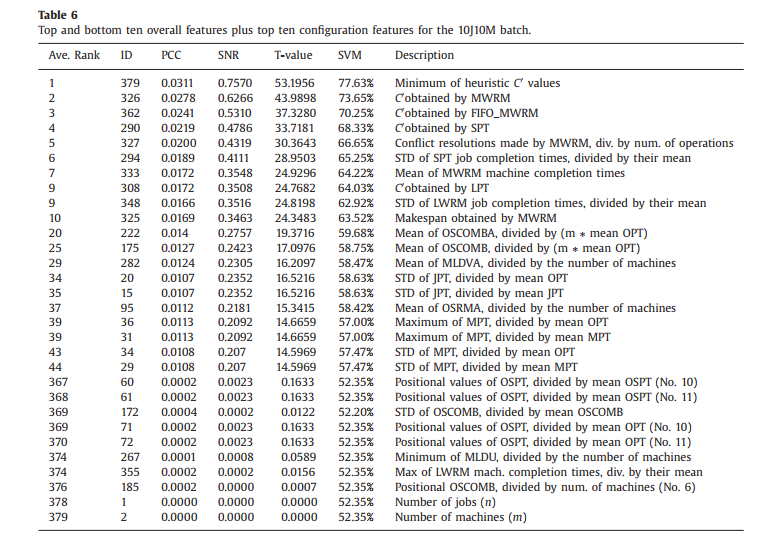 Table 6
Top and bottom ten overall features plus top ten configuration features for the 10J10M batch.
Ave. Rank ID PCC SNR T-value SVM Description
1 379 0.0311 0.7570 53.1956 77.63% Minimum of heuristic C′ values
2 326 0.0278 0.6266 43.9898 73.65% C′obtained by MWRM
3 362 0.0241 0.5310 37.3280 70.25% C′obtained by FIFO_MWRM
4 290 0.0219 0.4786 33.7181 68.33% C′obtained by SPT
5 327 0.0200 0.4319 30.3643 66.65% Conflict resolutions made by MWRM, div. by num. of operations
6 294 0.0189 0.4111 28.9503 65.25% STD of SPT job completion times, divided by their mean
7 333 0.0172 0.3548 24.9296 64.22% Mean of MWRM machine completion times
9 308 0.0172 0.3508 24.7682 64.03% C′obtained by LPT
9 348 0.0166 0.3516 24.8198 62.92% STD of LWRM job completion times, divided by their mean
10 325 0.0169 0.3463 24.3483 63.52% Makespan obtained by MWRM
20 222 0.014 0.2757 19.3716 59.68% Mean of OSCOMBA, divided by (m ∗ mean OPT)
25 175 0.0127 0.2423 17.0976 58.75% Mean of OSCOMB, divided by (m ∗ mean OPT)
29 282 0.0124 0.2305 16.2097 58.47% Mean of MLDVA, divided by the number of machines
34 20 0.0107 0.2352 16.5216 58.63% STD of JPT, divided by mean OPT
35 15 0.0107 0.2352 16.5216 58.63% STD of JPT, divided by mean JPT
37 95 0.0112 0.2181 15.3415 58.42% Mean of OSRMA, divided by the number of machines
39 36 0.0113 0.2092 14.6659 57.00% Maximum of MPT, divided by mean OPT
39 31 0.0113 0.2092 14.6659 57.00% Maximum of MPT, divided by mean MPT
43 34 0.0108 0.207 14.5969 57.47% STD of MPT, divided by mean OPT
44 29 0.0108 0.207 14.5969 57.47% STD of MPT, divided by mean MPT
367 60 0.0002 0.0023 0.1633 52.35% Positional values of OSPT, divided by mean OSPT (No. 10)
368 61 0.0002 0.0023 0.1633 52.35% Positional values of OSPT, divided by mean OSPT (No. 11)
369 172 0.0004 0.0002 0.0122 52.20% STD of OSCOMB, divided by mean OSCOMB
369 71 0.0002 0.0023 0.1633 52.35% Positional values of OSPT, divided by mean OPT (No. 10)
370 72 0.0002 0.0023 0.1633 52.35% Positional values of OSPT, divided by mean OPT (No. 11)
374 267 0.0001 0.0008 0.0589 52.35% Minimum of MLDU, divided by the number of machines
374 355 0.0002 0.0002 0.0156 52.35% Max of LWRM mach. completion times, div. by their mean
376 185 0.0002 0.0000 0.0007 52.35% Positional OSCOMB, divided by num. of machines (No. 6)
378 1 0.0000 0.0000 0.0000 52.35% Number of jobs (n)
379 2 0.0000 0.0000 0.0000 52.35% Number of machines (m)